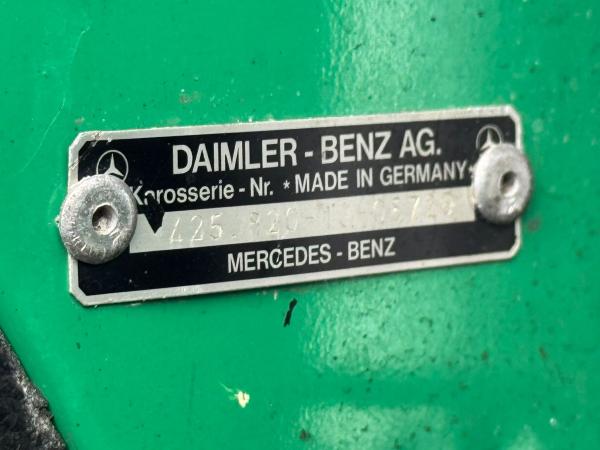 DAIMLER - BENZ AG.
Karosserie - Nr. * MADE IN GERMANY *
MERCEDES - BENZ